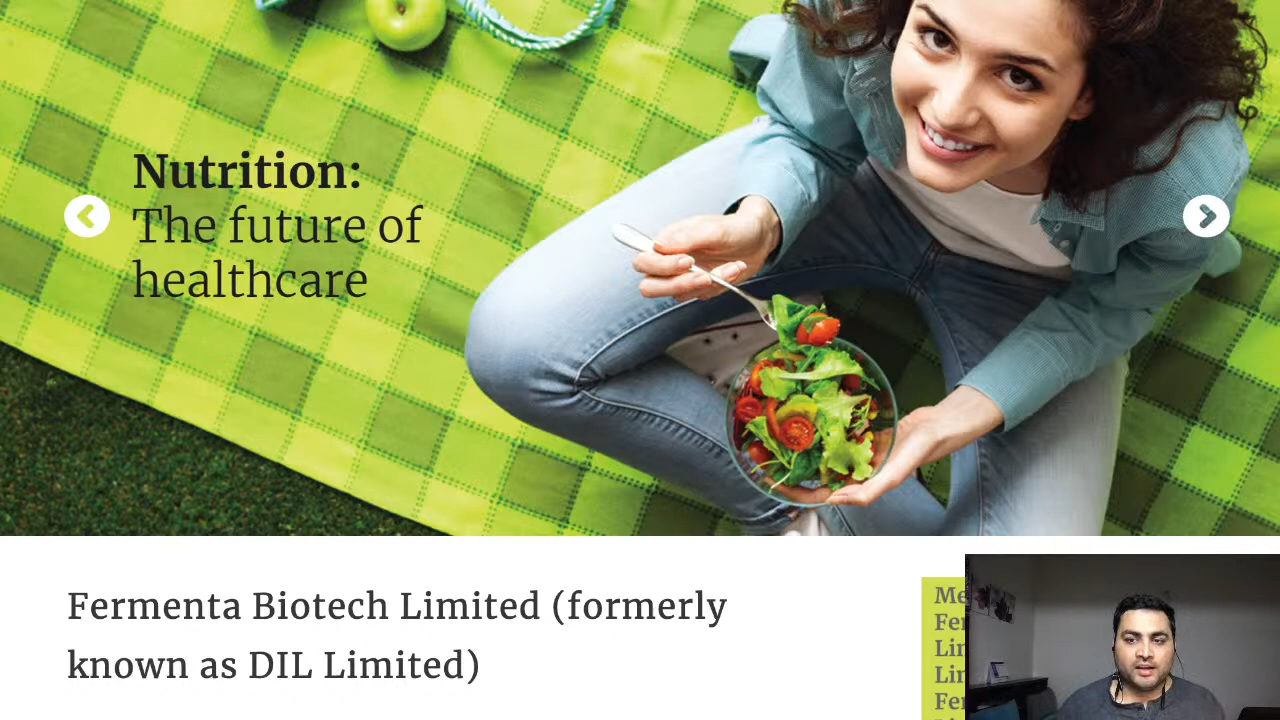 Nutrition:
The future of
healthcare
Fermenta Biotech Limited (formerly
known as DIL Limited)